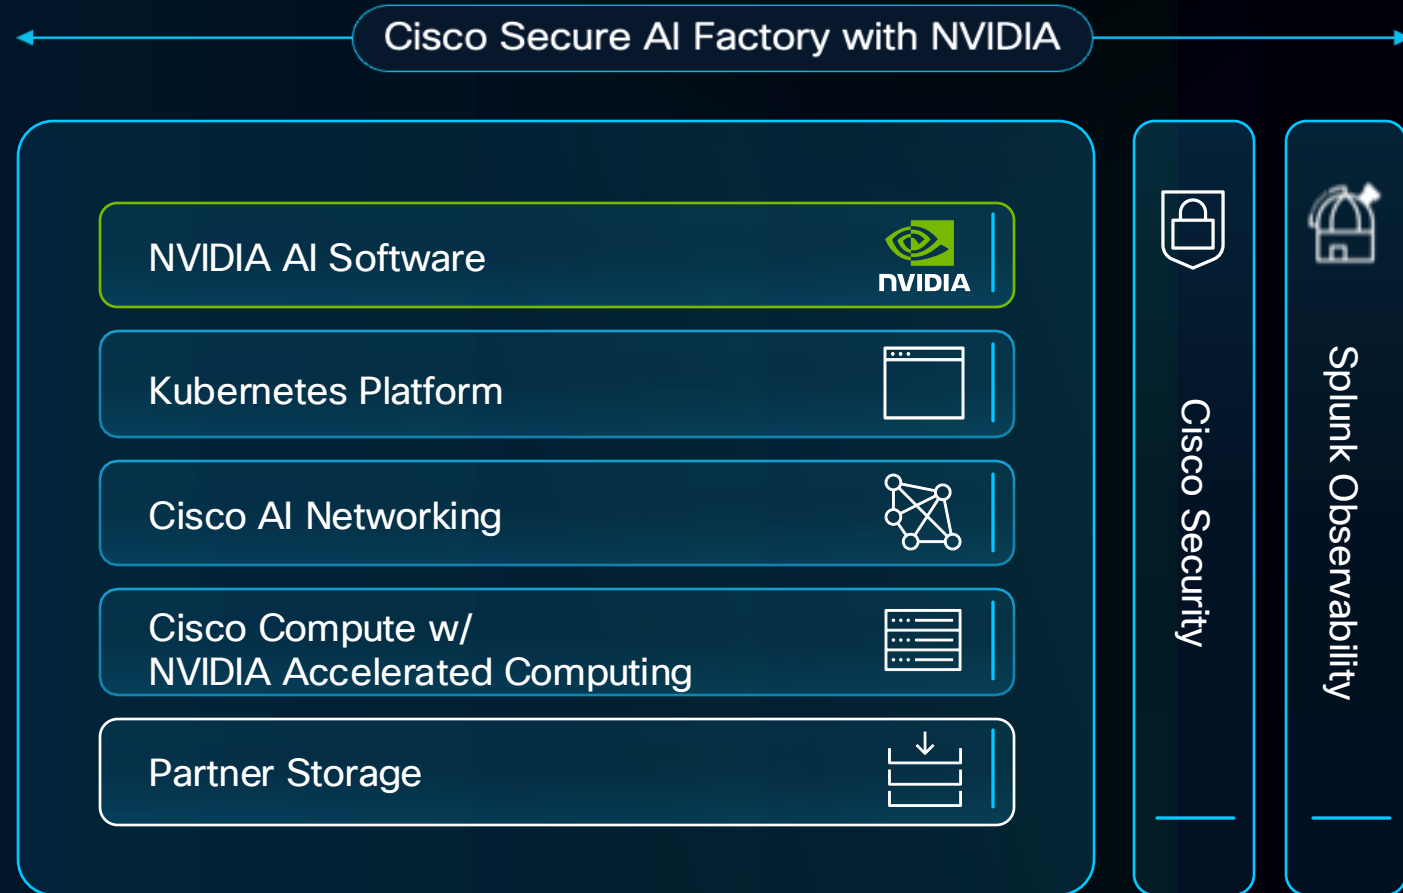 Cisco Secure AI Factory with NVIDIA
NVIDIA AI Software
NVIDIA
Kubernetes Platform
Cisco AI Networking
Cisco Compute w/
NVIDIA Accelerated Computing
Partner Storage
Cisco Security
Splunk Observability